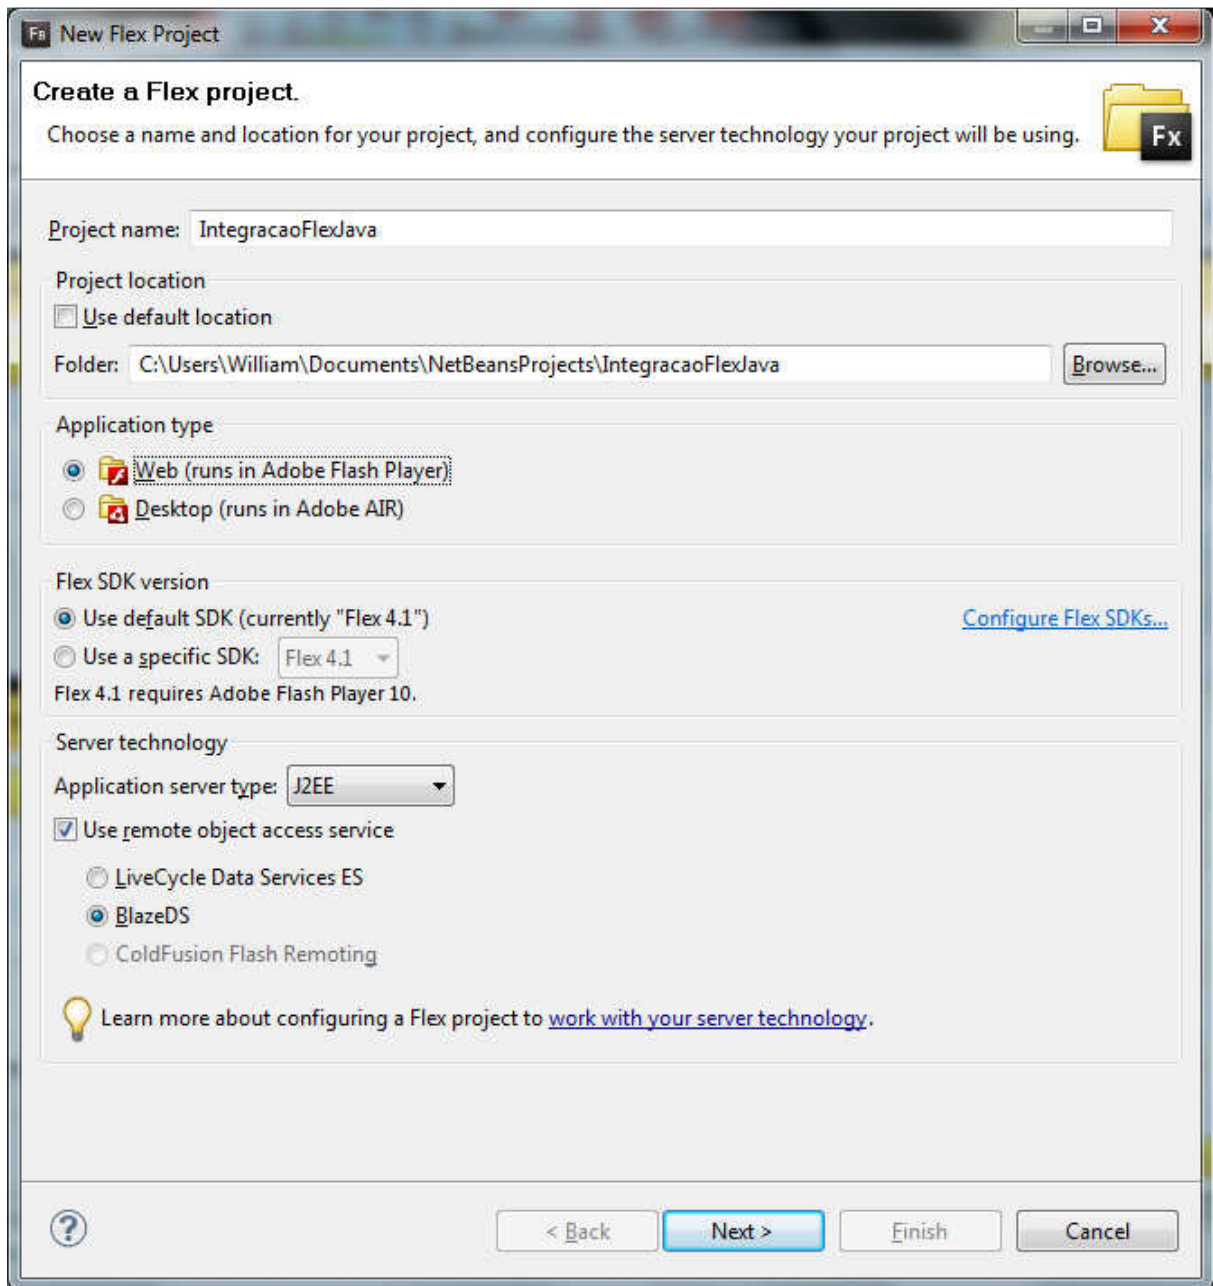 FB New Flex Project
Create a Flex project.
Choose a name and location for your project, and configure the server technology your project will be using.
Fx
Project name: IntegracaoFlexJava
Project location
Use default location
Folder: C:\Users\William\Documents\NetBeansProjects\IntegracaoFlexJava Browse...
Application type
Web (runs in Adobe Flash Player)
Desktop (runs in Adobe AIR)
Flex SDK version
Use default SDK (currently "Flex 4.1") Configure Flex SDKs...
Use a specific SDK: Flex 4.1
Flex 4.1 requires Adobe Flash Player 10.
Server technology
Application server type: J2EE
Use remote object access service
LiveCycle Data Services ES
BlazeDS
ColdFusion Flash Remoting
Learn more about configuring a Flex project to work with your server technology.
? < Back Next > Finish Cancel